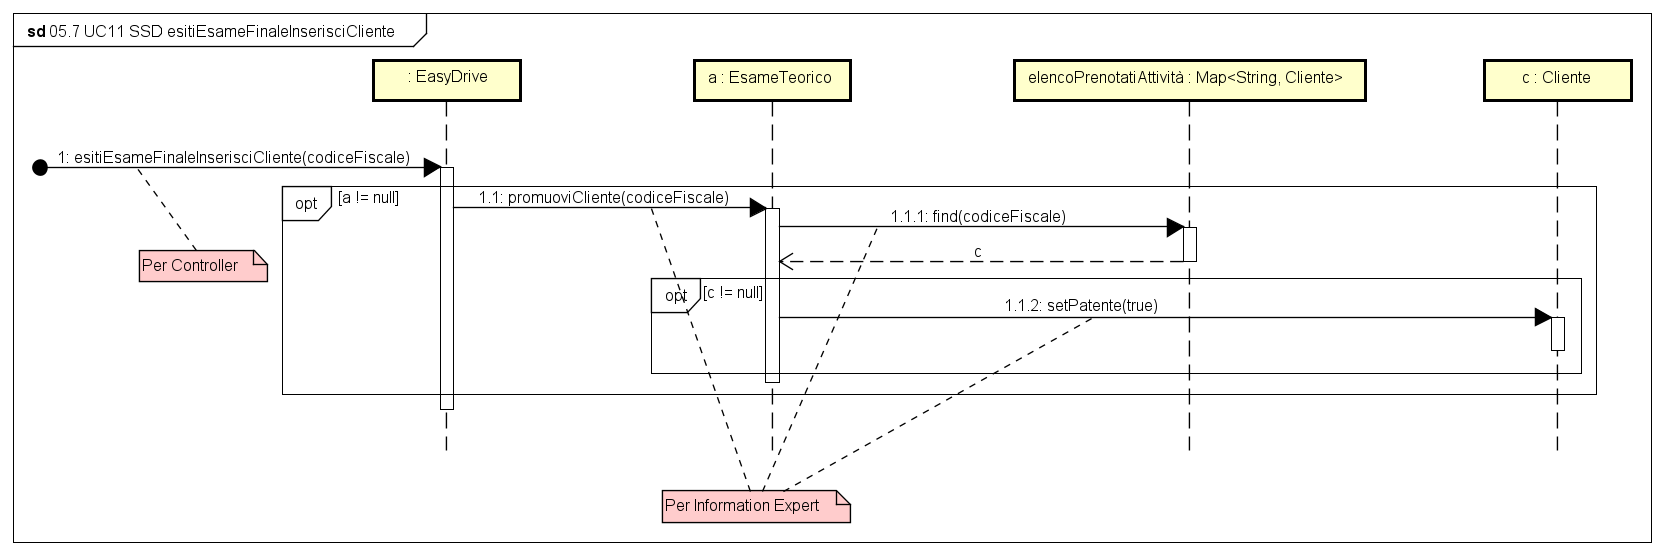 sd 05.7 UC11 SSD esitiEsameFinaleInserisciCliente
: EasyDrive
a : EsameTeorico
elencoPrenotatiAttività : Map<String, Cliente>
c : Cliente
1: esitiEsameFinaleInserisciCliente(codiceFiscale)
opt
[a != null]
1.1: promuoviCliente(codiceFiscale)
1.1.1: find(codiceFiscale)
c
Per Controller
opt
[c != null]
1.1.2: setPatente(true)
Per Information Expert